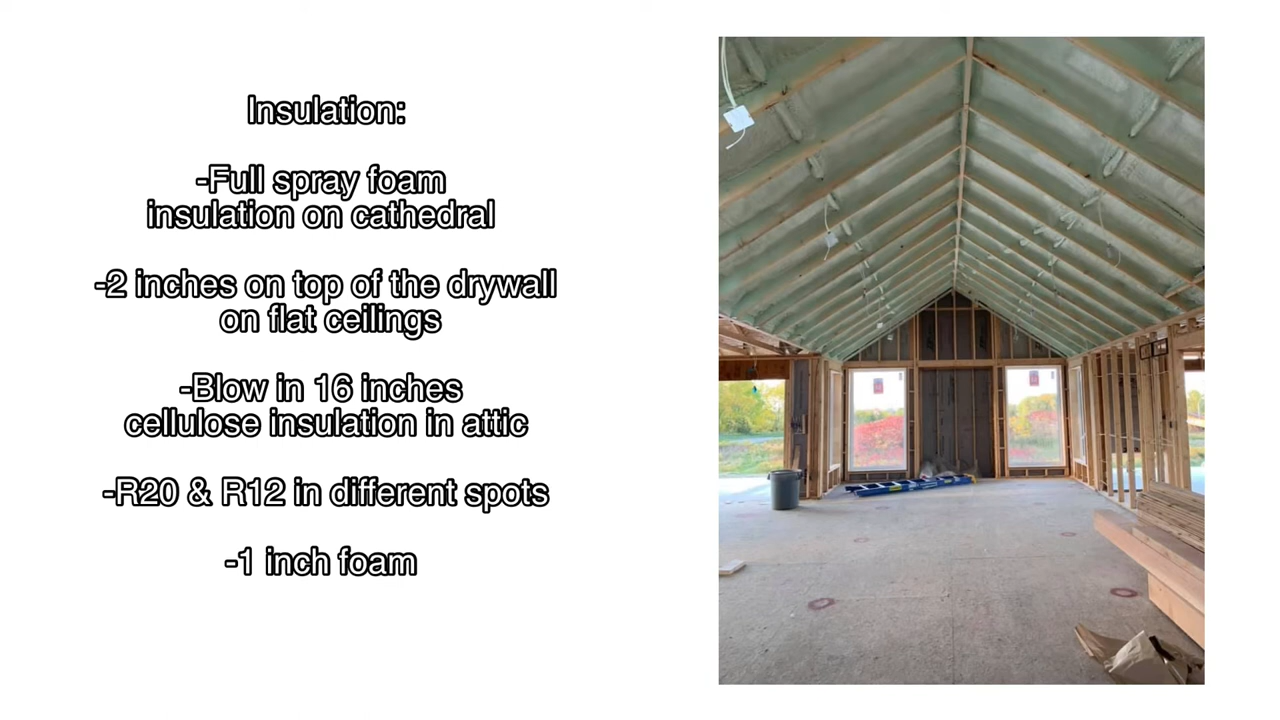 Insulation:
-Full spray foam
insulation on cathedral
-2 inches on top of the drywall
on flat ceilings
-Blow in 16 inches
cellulose insulation in attic
-R20 & R12 in different spots
-1 inch foam